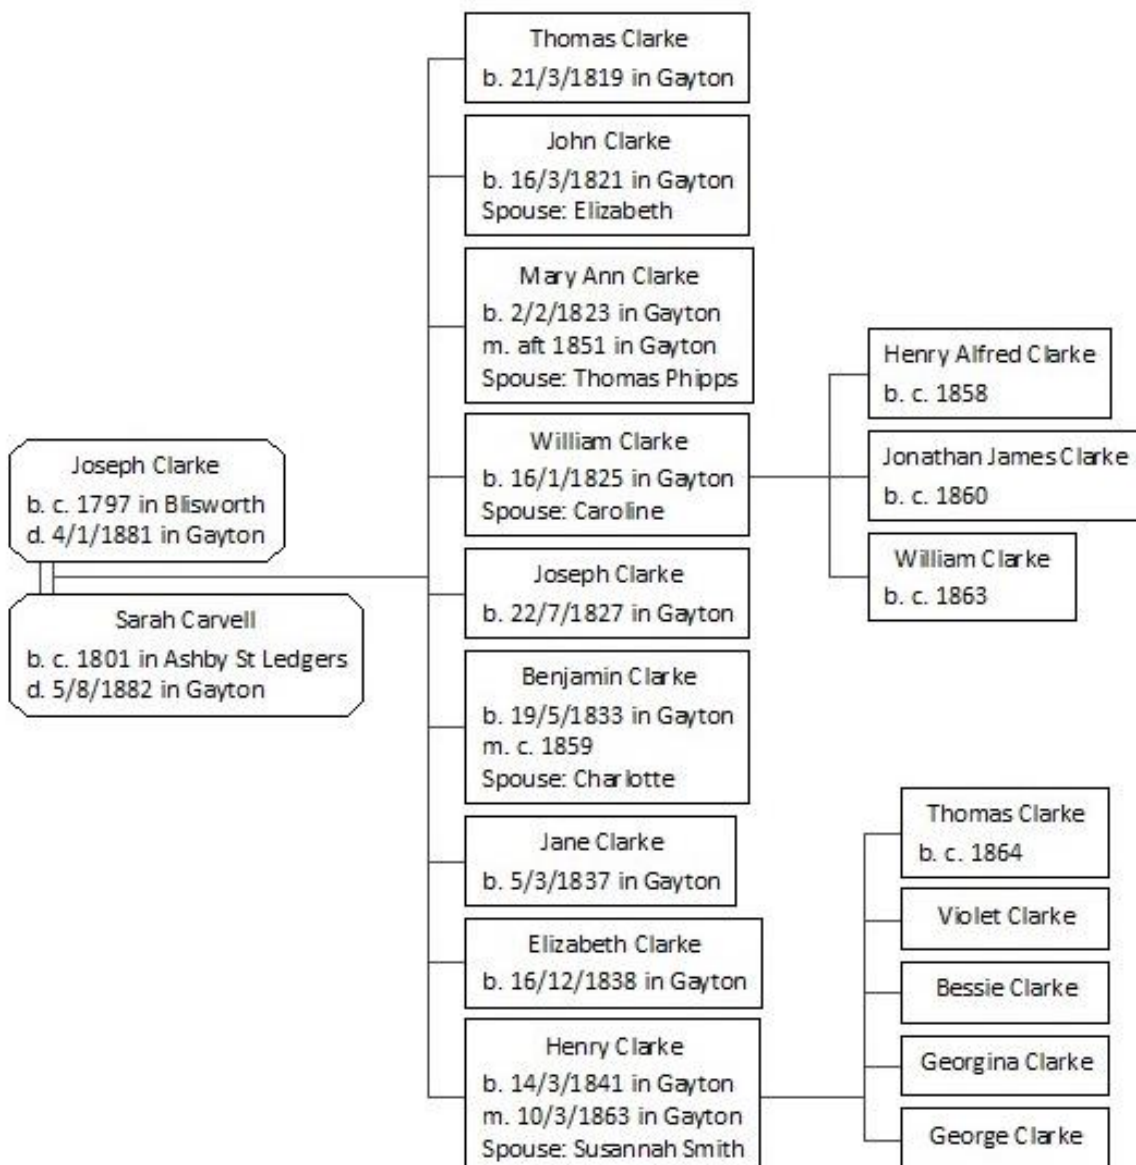 Joseph Clarke
b. c. 1797 in Blisworth
d. 4/1/1881 in Gayton
Sarah Carvell
b. c. 1801 in Ashby St Ledgers
d. 5/8/1882 in Gayton
Thomas Clarke
b. 21/3/1819 in Gayton
John Clarke
b. 16/3/1821 in Gayton
Spouse: Elizabeth
Mary Ann Clarke
b. 2/2/1823 in Gayton
m. aft 1851 in Gayton
Spouse: Thomas Phipps
William Clarke
b. 16/1/1825 in Gayton
Spouse: Caroline
Joseph Clarke
b. 22/7/1827 in Gayton
Benjamin Clarke
b. 19/5/1833 in Gayton
m. c. 1859
Spouse: Charlotte
Jane Clarke
b. 5/3/1837 in Gayton
Elizabeth Clarke
b. 16/12/1838 in Gayton
Henry Clarke
b. 14/3/1841 in Gayton
m. 10/3/1863 in Gayton
Spouse: Susannah Smith
Henry Alfred Clarke
b. c. 1858
Jonathan James Clarke
b. c. 1860
William Clarke
b. c. 1863
Thomas Clarke
b. c. 1864
Violet Clarke
Bessie Clarke
Georgina Clarke
George Clarke